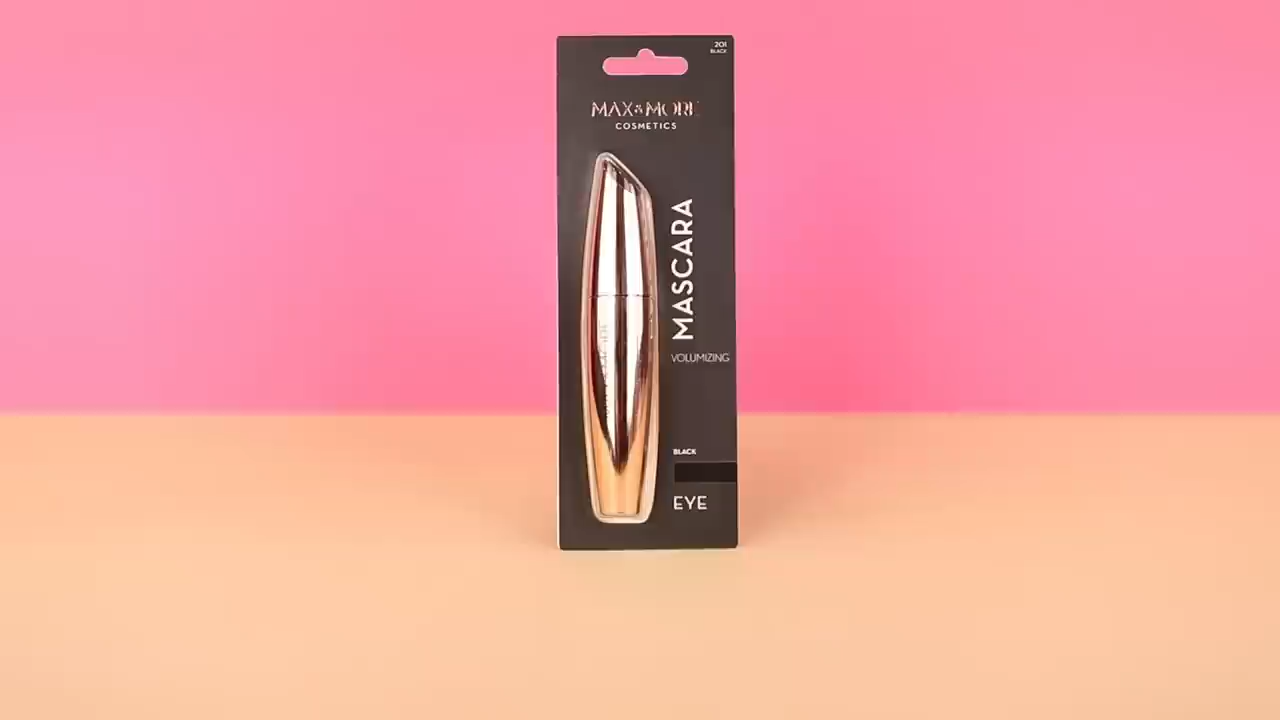 201
BLACK
MAX & MORE
COSMETICS
MASCARA
VOLUMIZING
BLACK
EYE